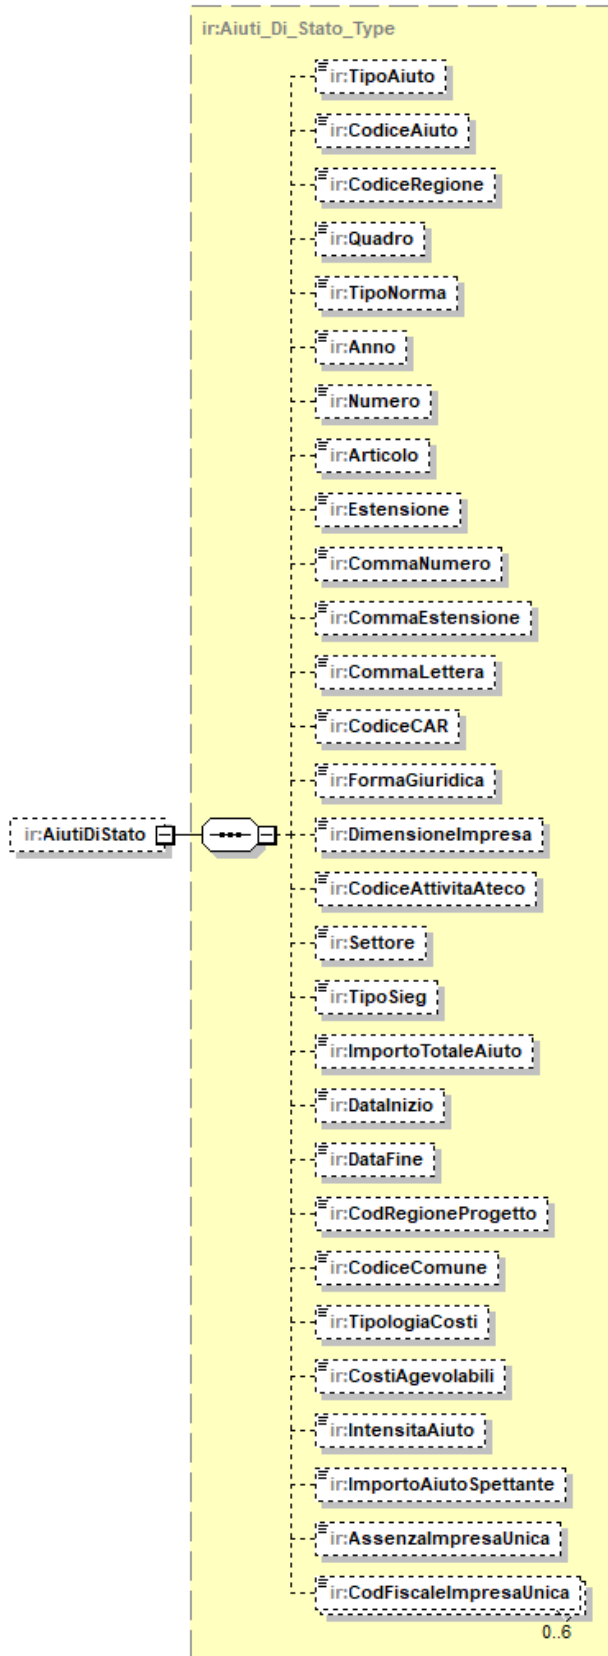 ir:Aiuti_Di_Stato_Type
ir:TipoAiuto
ir:CodiceAiuto
ir:CodiceRegione
ir:Quadro
ir:TipoNorma
ir:Anno
ir:Numero
ir:Articolo
ir:Estensione
ir:CommaNumero
ir:CommaEstensione
ir:CommaLettera
ir:CodiceCAR
ir:FormaGiuridica
ir:AiutiDiStato
ir:DimensioneImpresa
ir:CodiceAttivitaAteco
ir:Settore
ir:TipoSieg
ir:ImportoTotaleAiuto
ir:DataInizio
ir:DataFine
ir:CodRegioneProgetto
ir:CodiceComune
ir:TipologiaCosti
ir:CostiAgevolabili
ir:IntensitaAiuto
ir:ImportoAiutoSpettante
ir:AssenzaImpresaUnica
ir:CodFiscaleImpresaUnica
0..6